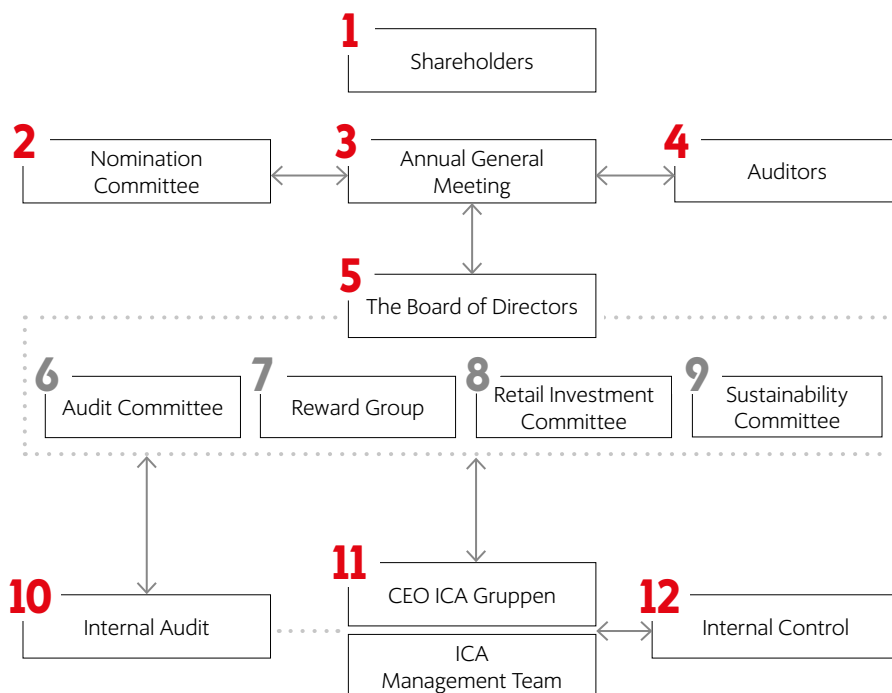 1
Shareholders
2
Nomination
Committee
3
Annual General
Meeting
4
Auditors
5
The Board of Directors
6
Audit Committee
7
Reward Group
8
Retail Investment
Committee
9
Sustainability
Committee
10
Internal Audit
11
CEO ICA Gruppen
ICA
Management Team
12
Internal Control